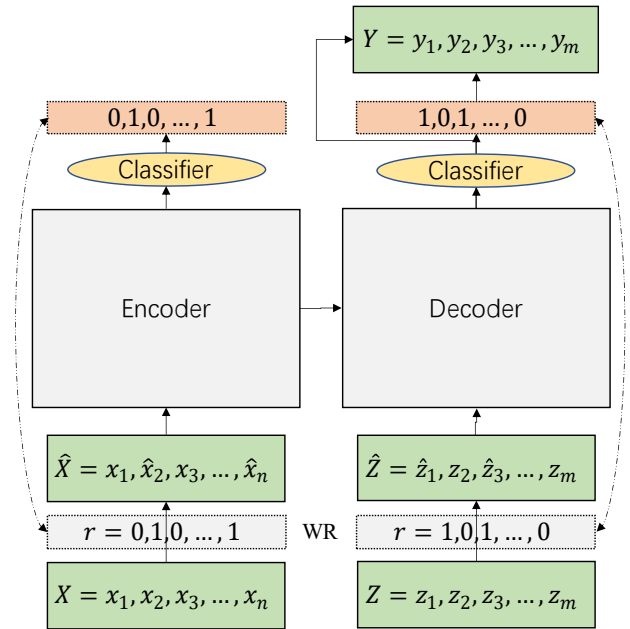 Y = y₁, y₂, y₃, …, yₘ
0,1,0, …, 1
1,0,1, …, 0
Classifier
Classifier
Encoder
Decoder
X̂ = x₁, x̂₂, x₃, …, x̂ₙ
Ẑ = ẑ₁, z₂, ẑ₃, …, zₘ
r = 0,1,0, …, 1
WR
r = 1,0,1, …, 0
X = x₁, x₂, x₃, …, xₙ
Z = z₁, z₂, z₃, …, zₘ